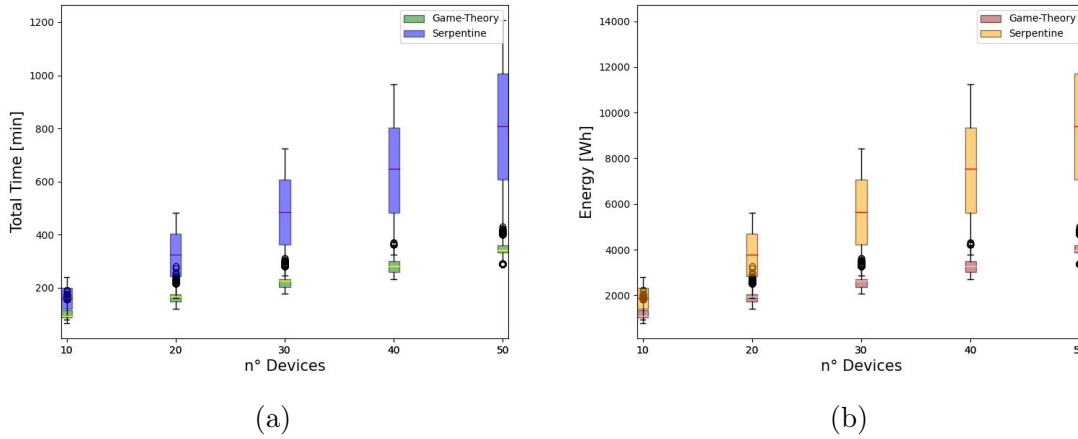 Game-Theory
Serpentine
Total Time [min]
1200
1000
800
600
400
200
10
20
30
40
50
n° Devices
(a)
Game-Theory
Serpentine
Energy [Wh]
14000
12000
10000
8000
6000
4000
2000
10
20
30
40
n° Devices
(b)